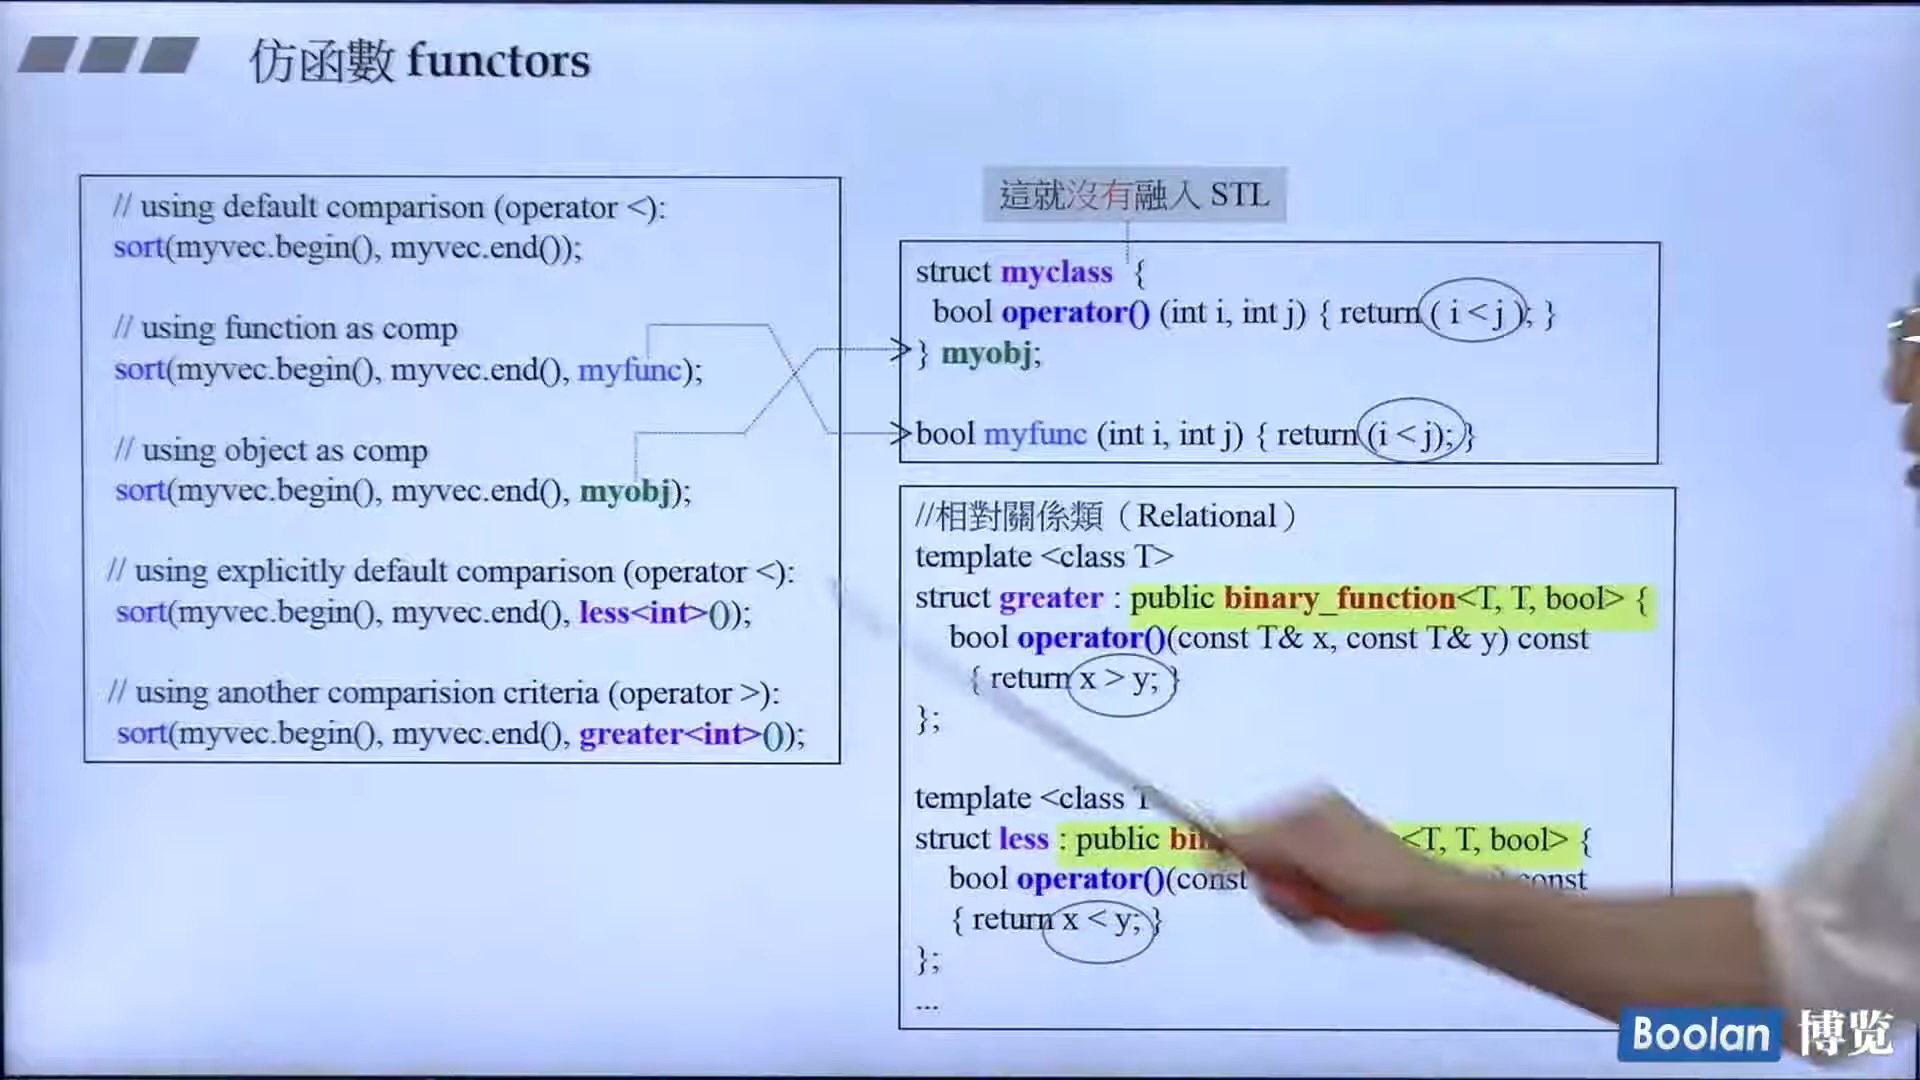 仿函數 functors
// using default comparison (operator <):
sort(myvec.begin(), myvec.end());
// using function as comp
sort(myvec.begin(), myvec.end(), myfunc);
// using object as comp
sort(myvec.begin(), myvec.end(), myobj);
// using explicitly default comparison (operator <):
sort(myvec.begin(), myvec.end(), less<int>());
// using another comparision criteria (operator >):
sort(myvec.begin(), myvec.end(), greater<int>());
這就沒有融入 STL
struct myclass {
bool operator() (int i, int j) { return ( i < j ); }
} myobj;
bool myfunc (int i, int j) { return (i < j); }
//相對關係類（Relational）
template <class T>
struct greater : public binary_function<T, T, bool> {
bool operator()(const T& x, const T& y) const
{ return x > y; }
};
template <class T
struct less : public <T, T, bool> {
bool operator()(const const
{ return x < y; }
};
...
Boolan 博览